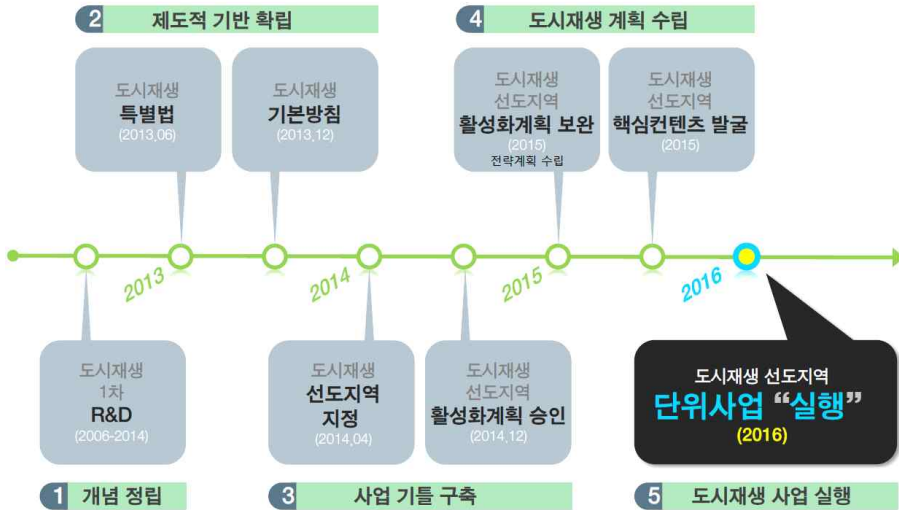 2 제도적 기반 확립
4 도시재생 계획 수립
도시재생
특별법
(2013.06)
도시재생
기본방침
(2013.12)
도시재생
선도지역
활성화계획 보완
(2015)
전략계획 수립
도시재생
선도지역
핵심컨텐츠 발굴
(2015)
2013
2014
2015
2016
도시재생
1차
R&D
(2006-2014)
도시재생
선도지역
지정
(2014.04)
도시재생
선도지역
활성화계획 승인
(2014.12)
도시재생 선도지역
단위사업 “실행”
(2016)
1 개념 정립
3 사업 기틀 구축
5 도시재생 사업 실행